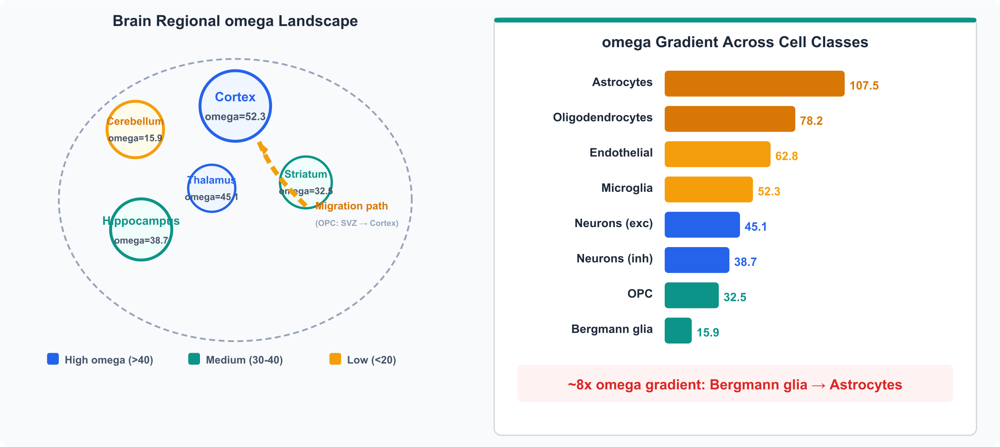 Brain Regional omega Landscape
Cortex
omega=52.3
Cerebellum
omega=15.9
Thalamus
omega=45.1
Striatum
omega=32.5
Migration path
(OPC: SVZ → Cortex)
Hippocampus
omega=38.7
High omega (>40)
Medium (30-40)
Low (<20)
omega Gradient Across Cell Classes
Astrocytes 107.5
Oligodendrocytes 78.2
Endothelial 62.8
Microglia 52.3
Neurons (exc) 45.1
Neurons (inh) 38.7
OPC 32.5
Bergmann glia 15.9
~8x omega gradient: Bergmann glia → Astrocytes